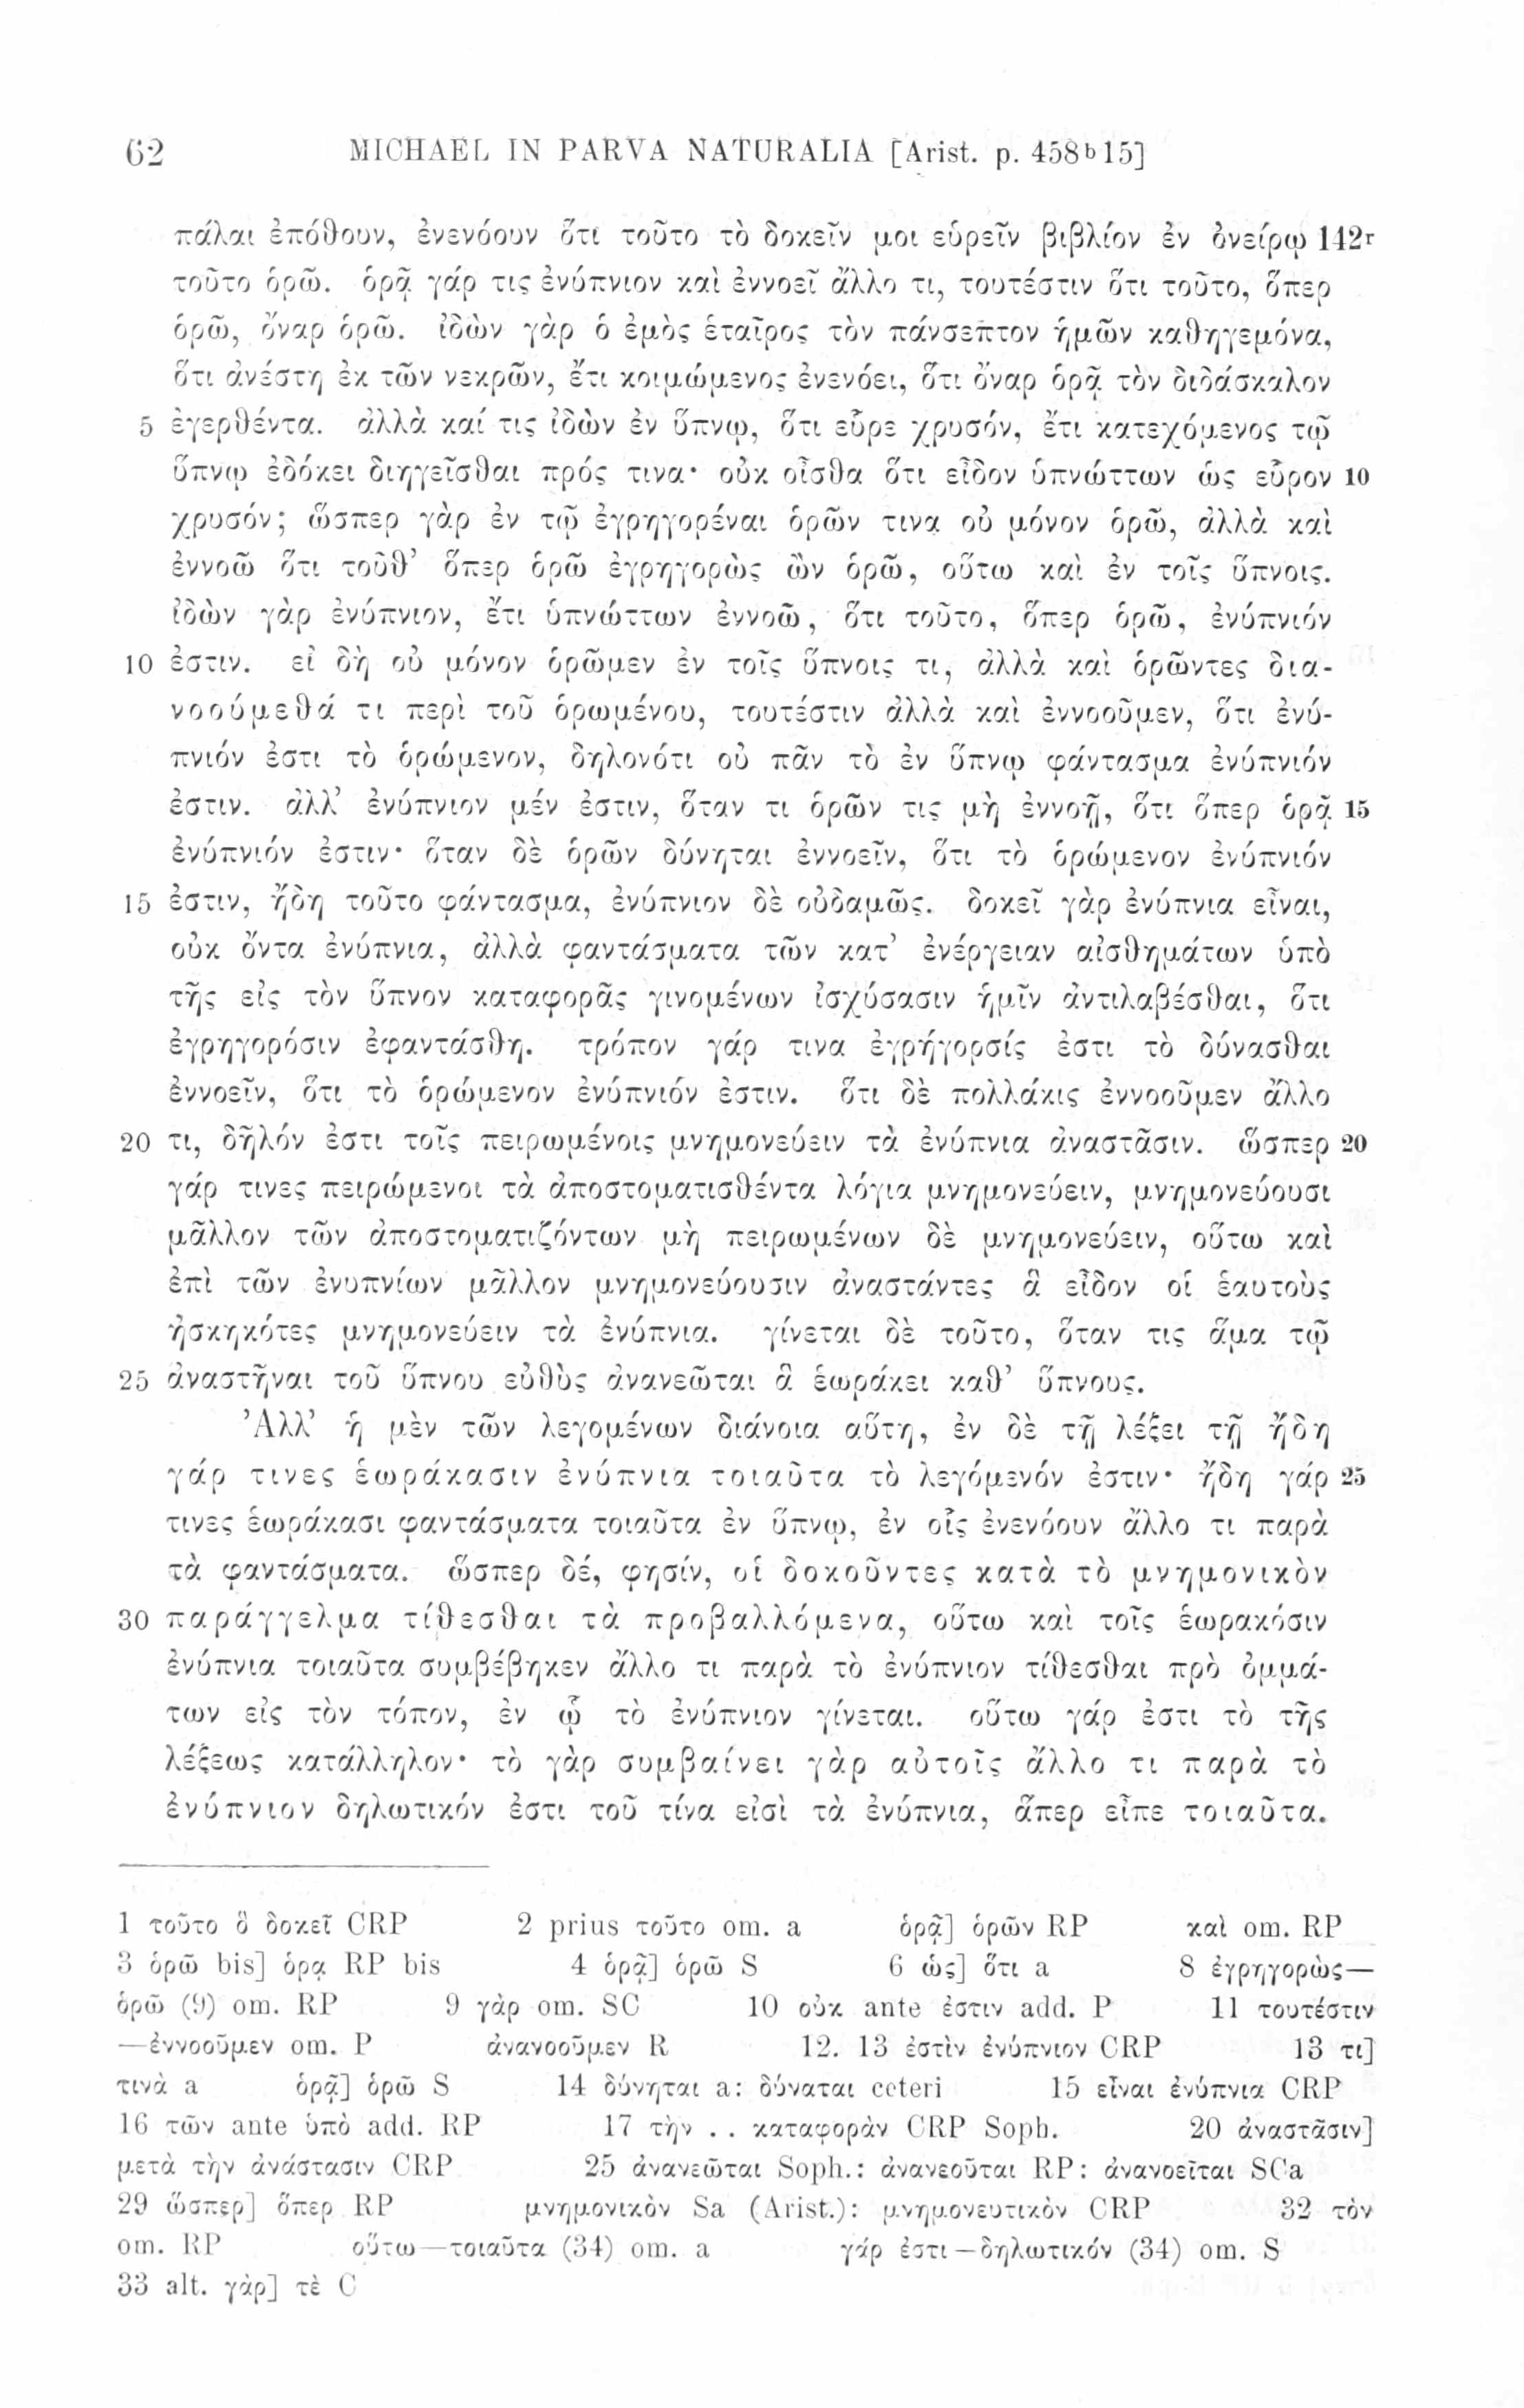 62 MICHAEL IN PARVA NATURALIA [Arist. p. 458ᵇ15]
πάλαι ἐπόθουν, ἐνενόουν ὅτι τοῦτο τὸ δοκεῖν μοι εὑρεῖν βιβλίον ἐν ὀνείρῳ 142ʳ
τοῦτο ὁρῶ. ὁρᾷ γάρ τις ἐνύπνιον καὶ ἐννοεῖ ἄλλο τι, τουτέστιν ὅτι τοῦτο, ὅπερ
ὁρῶ, ὄναρ ὁρῶ. ἰδὼν γὰρ ὁ ἐμὸς ἑταῖρος τὸν πάνσεπτον ἡμῶν καθηγεμόνα,
ὅτι ἀνέστη ἐκ τῶν νεκρῶν, ἔτι κοιμώμενος ἐνενόει, ὅτι ὄναρ ὁρᾷ τὸν διδάσκαλον
5 ἐγερθέντα. ἀλλὰ καί τις ἰδὼν ἐν ὕπνῳ, ὅτι εὗρε χρυσόν, ἔτι κατεχόμενος τῷ
ὕπνῳ ἐδόκει διηγεῖσθαι πρός τινα· οὐκ οἶσθα ὅτι εἶδον ὑπνώττων ὡς εὗρον 10
χρυσόν; ὥσπερ γὰρ ἐν τῷ ἐγρηγορέναι ὁρῶν τινα οὐ μόνον ὁρῶ, ἀλλὰ καὶ
ἐννοῶ ὅτι τοῦθ’ ὅπερ ὁρῶ ἐγρηγορὼς ὢν ὁρῶ, οὕτω καὶ ἐν τοῖς ὕπνοις.
ἰδὼν γὰρ ἐνύπνιον, ἔτι ὑπνώττων ἐννοῶ, ὅτι τοῦτο, ὅπερ ὁρῶ, ἐνύπνιόν
10 ἐστιν. εἰ δὴ οὐ μόνον ὁρῶμεν ἐν τοῖς ὕπνοις τι, ἀλλὰ καὶ ὁρῶντες δια-
νοούμεθά τι περὶ τοῦ ὁρωμένου, τουτέστιν ἀλλὰ καὶ ἐννοοῦμεν, ὅτι ἐνύ-
πνιόν ἐστι τὸ ὁρώμενον, δηλονότι οὐ πᾶν τὸ ἐν ὕπνῳ φάντασμα ἐνύπνιόν
ἐστιν. ἀλλ’ ἐνύπνιον μέν ἐστιν, ὅταν τι ὁρῶν τις μὴ ἐννοῇ, ὅτι ὅπερ ὁρᾷ 15
ἐνύπνιόν ἐστιν· ὅταν δὲ ὁρῶν δύνηται ἐννοεῖν, ὅτι τὸ ὁρώμενον ἐνύπνιόν
15 ἐστιν, ἤδη τοῦτο φάντασμα, ἐνύπνιον δὲ οὐδαμῶς. δοκεῖ γὰρ ἐνύπνια εἶναι,
οὐκ ὄντα ἐνύπνια, ἀλλὰ φαντάσματα τῶν κατ’ ἐνέργειαν αἰσθημάτων ὑπὸ
τῆς εἰς τὸν ὕπνον καταφορᾶς γινομένων ἰσχύσασιν ἡμῖν ἀντιλαβέσθαι, ὅτι
ἐγρηγορόσιν ἐφαντάσθη. τρόπον γάρ τινα ἐγρήγορσίς ἐστι τὸ δύνασθαι
ἐννοεῖν, ὅτι τὸ ὁρώμενον ἐνύπνιόν ἐστιν. ὅτι δὲ πολλάκις ἐννοοῦμεν ἄλλο
20 τι, δῆλόν ἐστι τοῖς πειρωμένοις μνημονεύειν τὰ ἐνύπνια ἀναστᾶσιν. ὥσπερ 20
γάρ τινες πειρώμενοι τὰ ἀποστοματισθέντα λόγια μνημονεύειν, μνημονεύουσι
μᾶλλον τῶν ἀποστοματιζόντων μὴ πειρωμένων δὲ μνημονεύειν, οὕτω καὶ
ἐπὶ τῶν ἐνυπνίων μᾶλλον μνημονεύουσιν ἀναστάντες ἃ εἶδον οἱ ἑαυτοὺς
ἠσκηκότες μνημονεύειν τὰ ἐνύπνια. γίνεται δὲ τοῦτο, ὅταν τις ἅμα τῷ
25 ἀναστῆναι τοῦ ὕπνου εὐθὺς ἀνανεῶται ἃ ἑωράκει καθ’ ὕπνους.
Ἀλλ’ ἡ μὲν τῶν λεγομένων διάνοια αὕτη, ἐν δὲ τῇ λέξει τῇ ἤδη
γάρ τινες ἑωράκασιν ἐνύπνια τοιαῦτα τὸ λεγόμενόν ἐστιν· ἤδη γάρ 25
τινες ἑωράκασι φαντάσματα τοιαῦτα ἐν ὕπνῳ, ἐν οἷς ἐνενόουν ἄλλο τι παρὰ
τὰ φαντάσματα. ὥσπερ δέ, φησίν, οἱ δοκοῦντες κατὰ τὸ μνημονικὸν
30 παράγγελμα τίθεσθαι τὰ προβαλλόμενα, οὕτω καὶ τοῖς ἑωρακόσιν
ἐνύπνια τοιαῦτα συμβέβηκεν ἄλλο τι παρὰ τὸ ἐνύπνιον τίθεσθαι πρὸ ὀμμά-
των εἰς τὸν τόπον, ἐν ᾧ τὸ ἐνύπνιον γίνεται. οὕτω γάρ ἐστι τὸ τῆς
λέξεως κατάλληλον· τὸ γὰρ συμβαίνει γὰρ αὐτοῖς ἄλλο τι παρὰ τὸ
ἐνύπνιον δηλωτικόν ἐστι τοῦ τίνα εἰσὶ τὰ ἐνύπνια, ἅπερ εἶπε τοιαῦτα.
1 τοῦτο ὃ δοκεῖ CRP 2 prius τοῦτο om. a ὁρᾷ] ὁρῶν RP καὶ om. RP
3 ὁρῶ bis] ὁρᾳ RP bis 4 ὁρᾷ] ὁρῶ S 6 ὡς] ὅτι a 8 ἐγρηγορὼς—
ὁρῶ (9) om. RP 9 γὰρ om. SC 10 οὐκ ante ἐστιν add. P 11 τουτέστιν
—ἐννοοῦμεν om. P ἀνανοοῦμεν R 12. 13 ἐστὶν ἐνύπνιον CRP 13 τι]
τινὰ a ὁρᾷ] ὁρῶ S 14 δύνηται a: δύναται ceteri 15 εἶναι ἐνύπνια CRP
16 τῶν ante ὑπὸ add. RP 17 τὴν . . καταφορὰν CRP Soph. 20 ἀναστᾶσιν]
μετὰ τὴν ἀνάστασιν CRP 25 ἀνανεῶται Soph.: ἀνανεοῦται RP: ἀνανοεῖται SCa
29 ὥσπερ] ὅπερ RP μνημονικὸν Sa (Arist.): μνημονευτικὸν CRP 32 τὸν
om. RP οὕτω—τοιαῦτα (34) om. a γάρ ἐστι—δηλωτικόν (34) om. S
33 alt. γὰρ] τὲ C